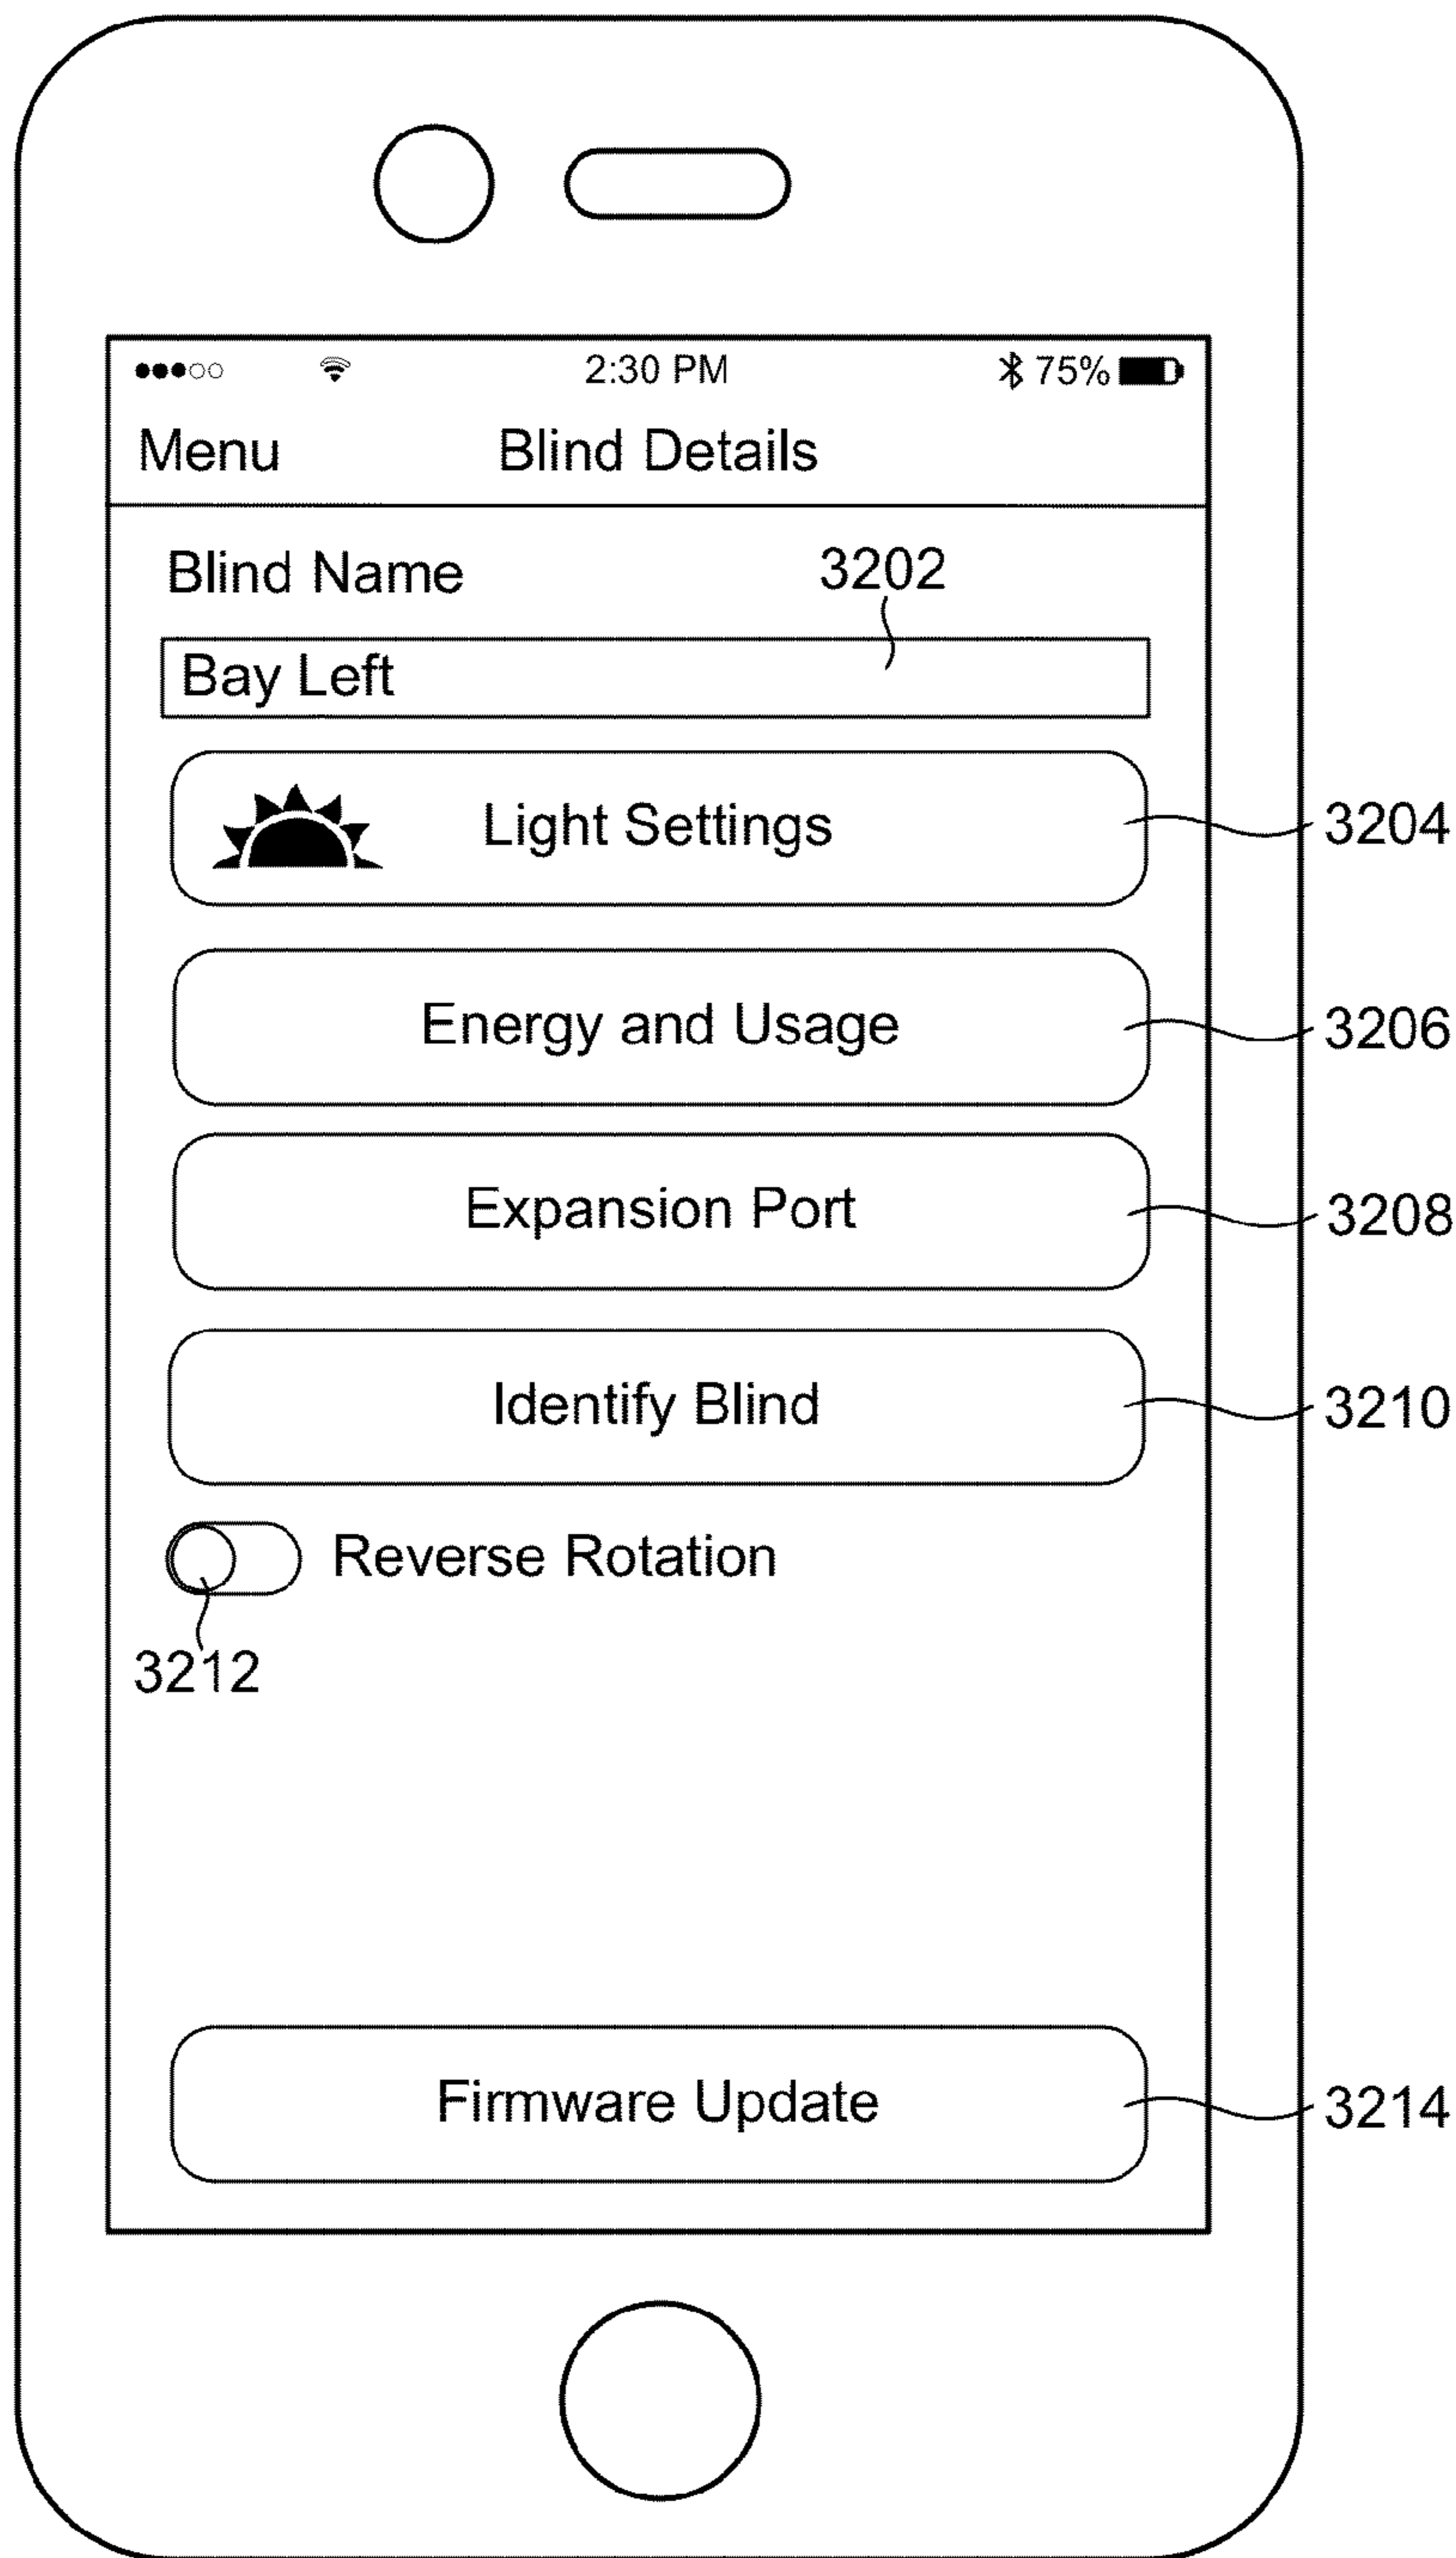 2:30 PM 75%
Menu Blind Details
Blind Name 3202
Bay Left
Light Settings 3204
Energy and Usage 3206
Expansion Port 3208
Identify Blind 3210
Reverse Rotation
3212
Firmware Update 3214